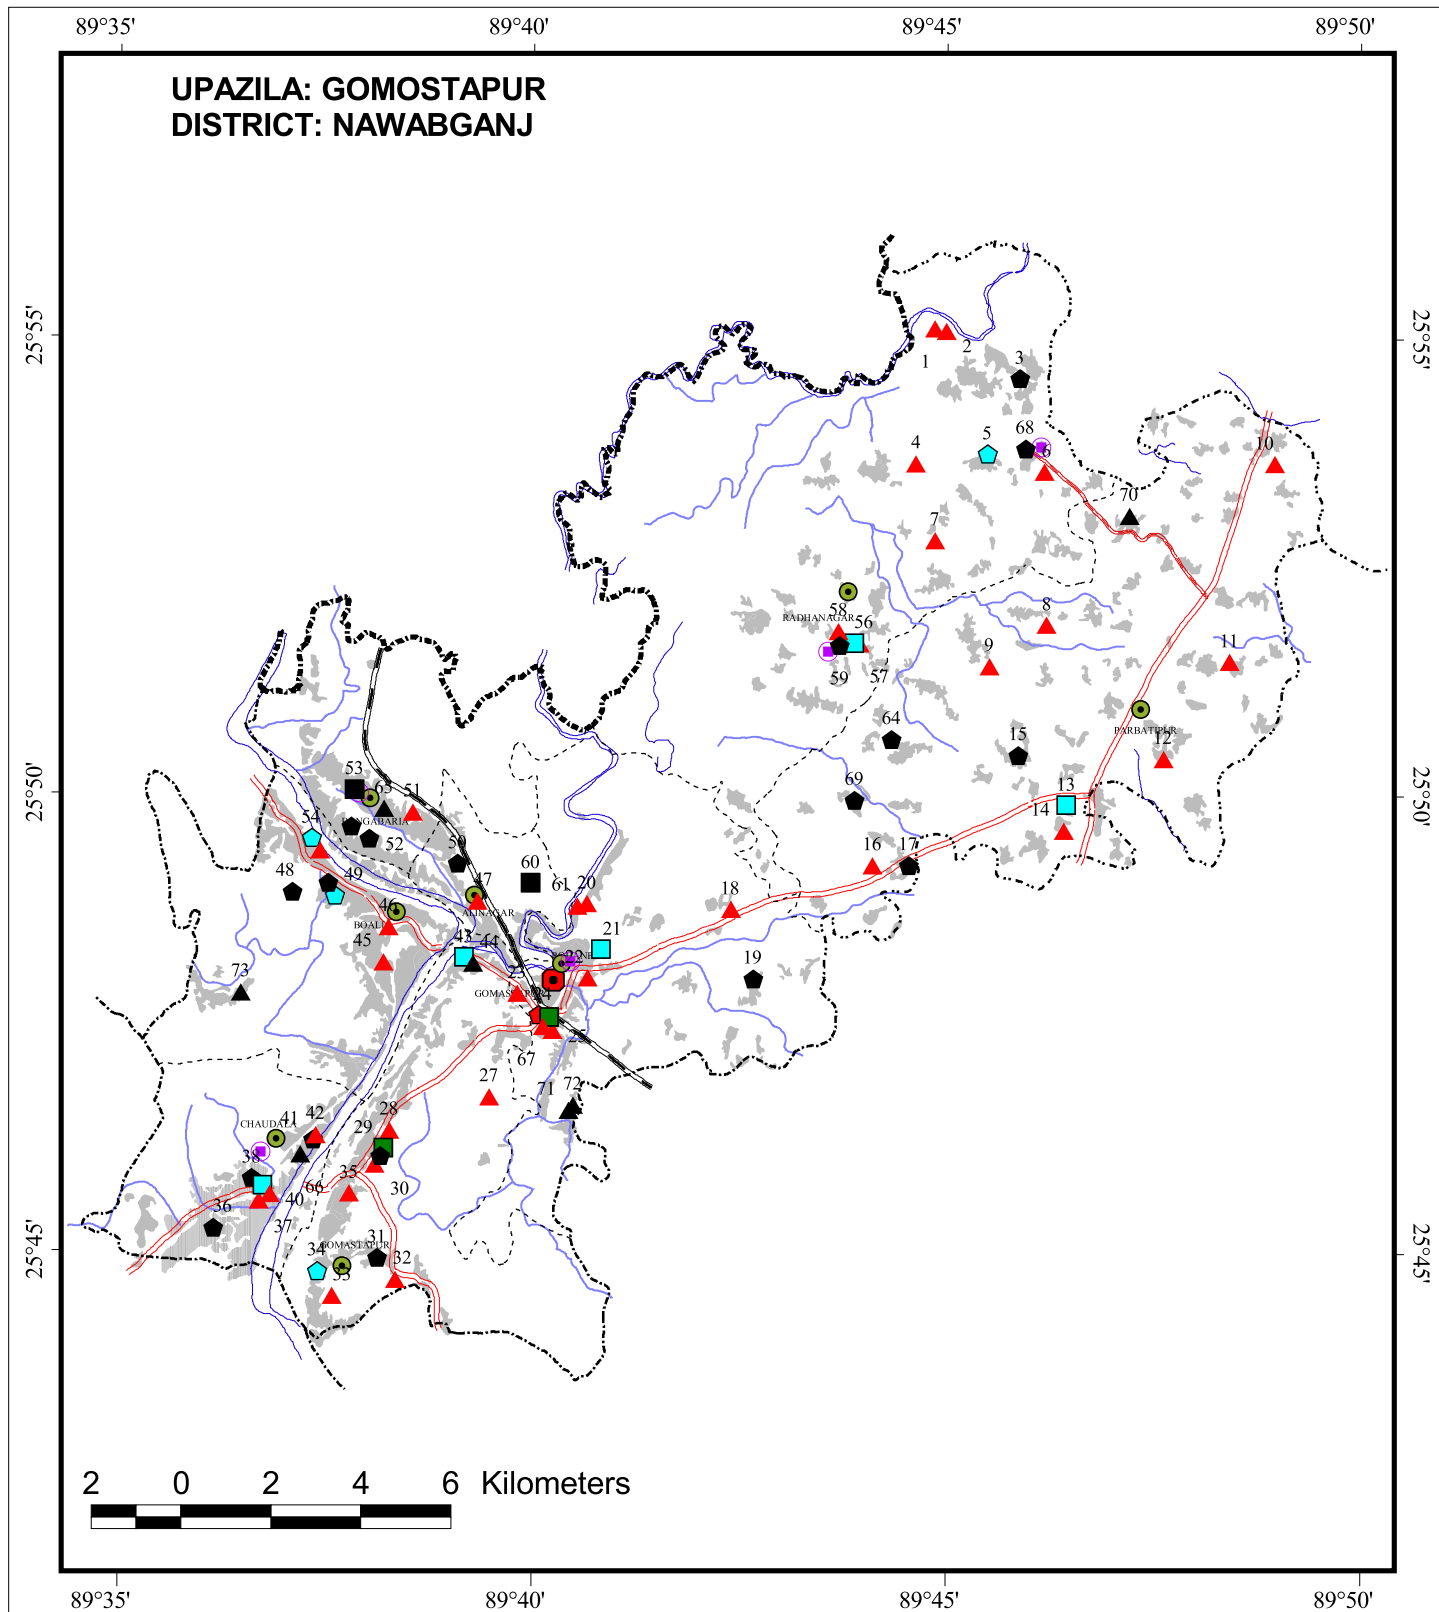 89°35' 89°40' 89°45' 89°50'
UPAZILA: GOMOSTAPUR
DISTRICT: NAWABGANJ
25°55' 25°55'
1 2 3
4 5 68 6 10
70
7
58
RADHANAGAR 56 8
59 57 9 11
64 15
PARBATIPUR
12
25°50' 25°50'
53 63 51
54 52 50
69 13 14
16 17
48 49 47 60
46 ALINAGAR 61 20 18
45 43 44 21
73 19
GOMASTAPUR
67
27 71 72
28
CHAUDALA 41 42 29
38 35 30
36 40 66
37
25°45' 25°45'
34 GOMASTAPUR 31 32
33
2 0 2 4 6 Kilometers
89°35' 89°40' 89°45' 89°50'